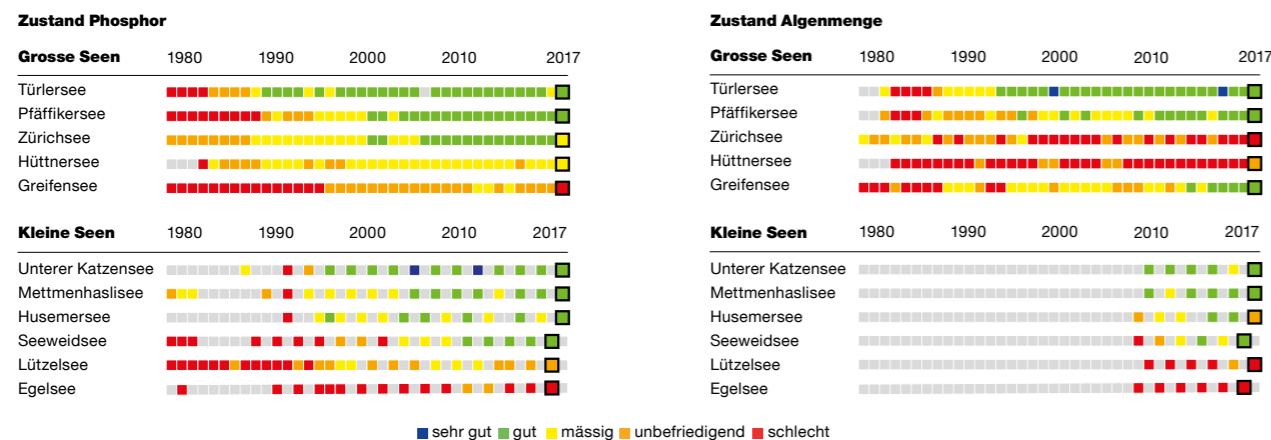 Zustand Phosphor
Grosse Seen 1980 1990 2000 2010 2017
Türlersee
Pfäffikersee
Zürichsee
Hüttnersee
Greifensee
Kleine Seen 1980 1990 2000 2010 2017
Unterer Katzensee
Mettmenhaslisee
Husemersee
Seeweidsee
Lützelsee
Egelsee
Zustand Algenmenge
Grosse Seen 1980 1990 2000 2010 2017
Türlersee
Pfäffikersee
Zürichsee
Hüttnersee
Greifensee
Kleine Seen 1980 1990 2000 2010 2017
Unterer Katzensee
Mettmenhaslisee
Husemersee
Seeweidsee
Lützelsee
Egelsee
sehr gut gut mässig unbefriedigend schlecht